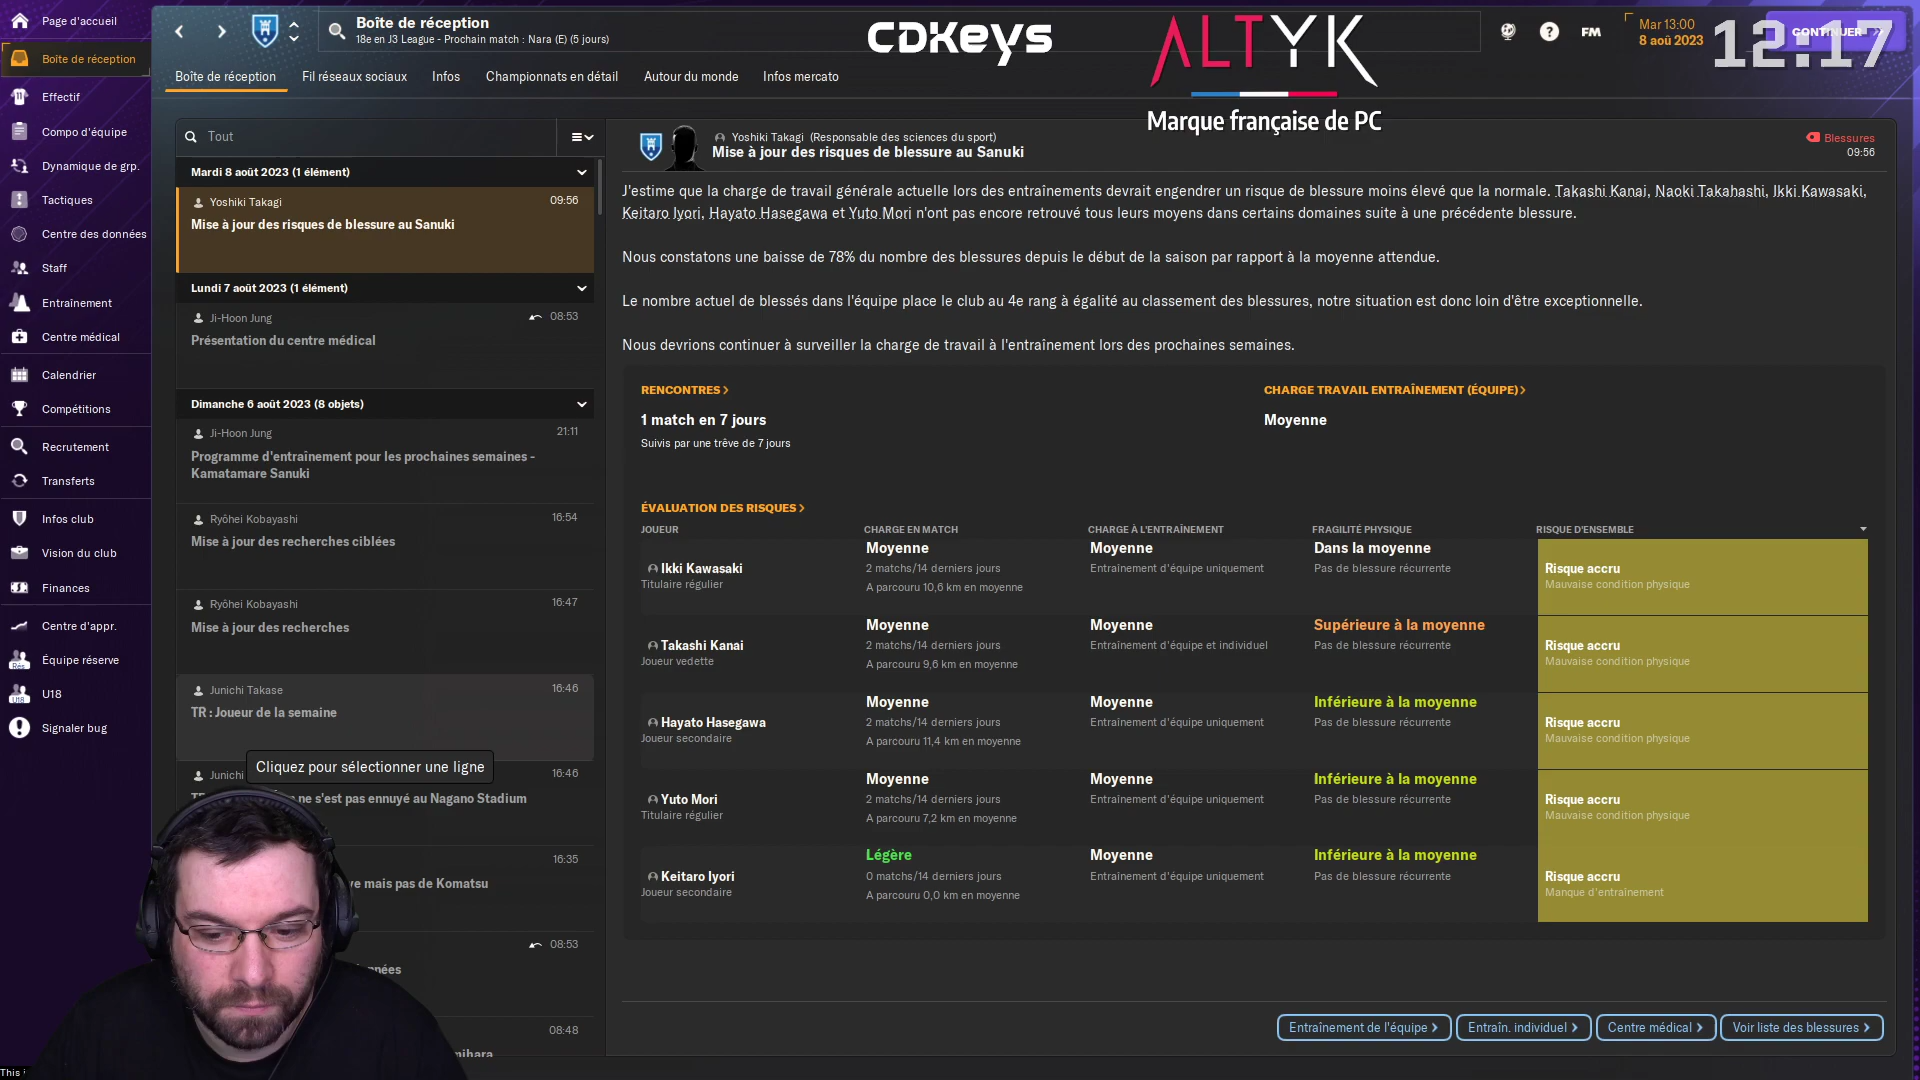 Page d'accueil
Boîte de réception
Effectif
Compo d'équipe
Dynamique de grp.
Tactiques
Centre des données
Staff
Entraînement
Centre médical
Calendrier
Compétitions
Recrutement
Transferts
Infos club
Vision du club
Finances
Centre d'appr.
Équipe réserve
U18
Signaler bug
Boîte de réception
18e en J3 League - Prochain match : Nara (E) (5 jours)
CDKeys
ALTYK
Marque française de PC
FM
Mar 13:00
8 aoû 2023
CONTINUER
12:17
Boîte de réception
Fil réseaux sociaux
Infos
Championnats en détail
Autour du monde
Infos mercato
Tout
Mardi 8 août 2023 (1 élément)
Yoshiki Takagi 09:56
Mise à jour des risques de blessure au Sanuki
Lundi 7 août 2023 (1 élément)
Ji-Hoon Jung 08:53
Présentation du centre médical
Dimanche 6 août 2023 (8 objets)
Ji-Hoon Jung 21:11
Programme d'entraînement pour les prochaines semaines -
Kamatamare Sanuki
Ryōhei Kobayashi 16:54
Mise à jour des recherches ciblées
Ryōhei Kobayashi 16:47
Mise à jour des recherches
Junichi Takase 16:46
TR : Joueur de la semaine
Cliquez pour sélectionner une ligne
Junichi 16:46
ne s'est pas ennuyé au Nagano Stadium
16:35
mais pas de Komatsu
08:53
08:48
Yoshiki Takagi (Responsable des sciences du sport)
Mise à jour des risques de blessure au Sanuki
Blessures
09:56
J'estime que la charge de travail générale actuelle lors des entraînements devrait engendrer un risque de blessure moins élevé que la normale. Takashi Kanai, Naoki Takahashi, Ikki Kawasaki,
Keitaro Iyori, Hayato Hasegawa et Yuto Mori n'ont pas encore retrouvé tous leurs moyens dans certains domaines suite à une précédente blessure.
Nous constatons une baisse de 78% du nombre des blessures depuis le début de la saison par rapport à la moyenne attendue.
Le nombre actuel de blessés dans l'équipe place le club au 4e rang à égalité au classement des blessures, notre situation est donc loin d'être exceptionnelle.
Nous devrions continuer à surveiller la charge de travail à l'entraînement lors des prochaines semaines.
RENCONTRES >
1 match en 7 jours
Suivis par une trêve de 7 jours
CHARGE TRAVAIL ENTRAÎNEMENT (ÉQUIPE) >
Moyenne
ÉVALUATION DES RISQUES >
JOUEUR CHARGE EN MATCH CHARGE À L'ENTRAÎNEMENT FRAGILITÉ PHYSIQUE RISQUE D'ENSEMBLE
Moyenne Moyenne Dans la moyenne
Ikki Kawasaki 2 matchs/14 derniers jours Entraînement d'équipe uniquement Pas de blessure récurrente Risque accru
Titulaire régulier A parcouru 10,6 km en moyenne Mauvaise condition physique
Moyenne Moyenne Supérieure à la moyenne
Takashi Kanai 2 matchs/14 derniers jours Entraînement d'équipe et individuel Pas de blessure récurrente Risque accru
Joueur vedette A parcouru 9,6 km en moyenne Mauvaise condition physique
Moyenne Moyenne Inférieure à la moyenne
Hayato Hasegawa 2 matchs/14 derniers jours Entraînement d'équipe uniquement Pas de blessure récurrente Risque accru
Joueur secondaire A parcouru 11,4 km en moyenne Mauvaise condition physique
Moyenne Moyenne Inférieure à la moyenne
Yuto Mori 2 matchs/14 derniers jours Entraînement d'équipe uniquement Pas de blessure récurrente Risque accru
Titulaire régulier A parcouru 7,2 km en moyenne Mauvaise condition physique
Légère Moyenne Inférieure à la moyenne
Keitaro Iyori 0 matchs/14 derniers jours Entraînement d'équipe uniquement Pas de blessure récurrente Risque accru
Joueur secondaire A parcouru 0,0 km en moyenne Manque d'entraînement
Entraînement de l'équipe >
Entraîn. individuel >
Centre médical >
Voir liste des blessures >
This